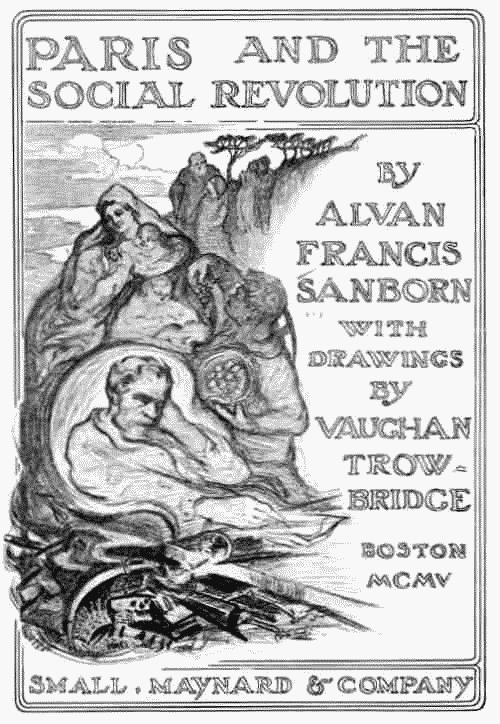 PARIS AND THE
SOCIAL REVOLUTION
BY
ALVAN
FRANCIS
SANBORN
WITH
DRAWINGS
BY
VAUGHAN
TROW-
BRIDGE
BOSTON
MCMV
SMALL, MAYNARD & COMPANY